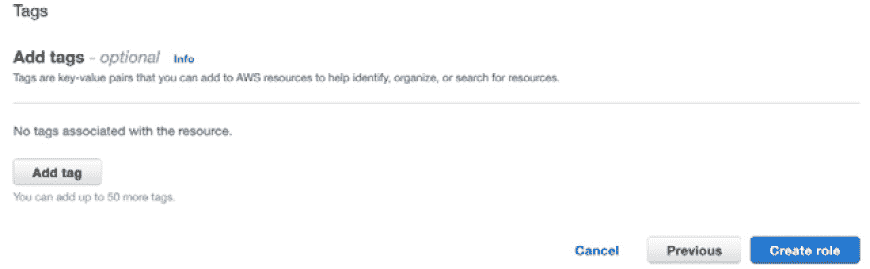 Tags
Add tags - optional Info
Tags are key-value pairs that you can add to AWS resources to help identify, organize, or search for resources.
No tags associated with the resource.
Add tag
You can add up to 50 more tags.
Cancel Previous Create role